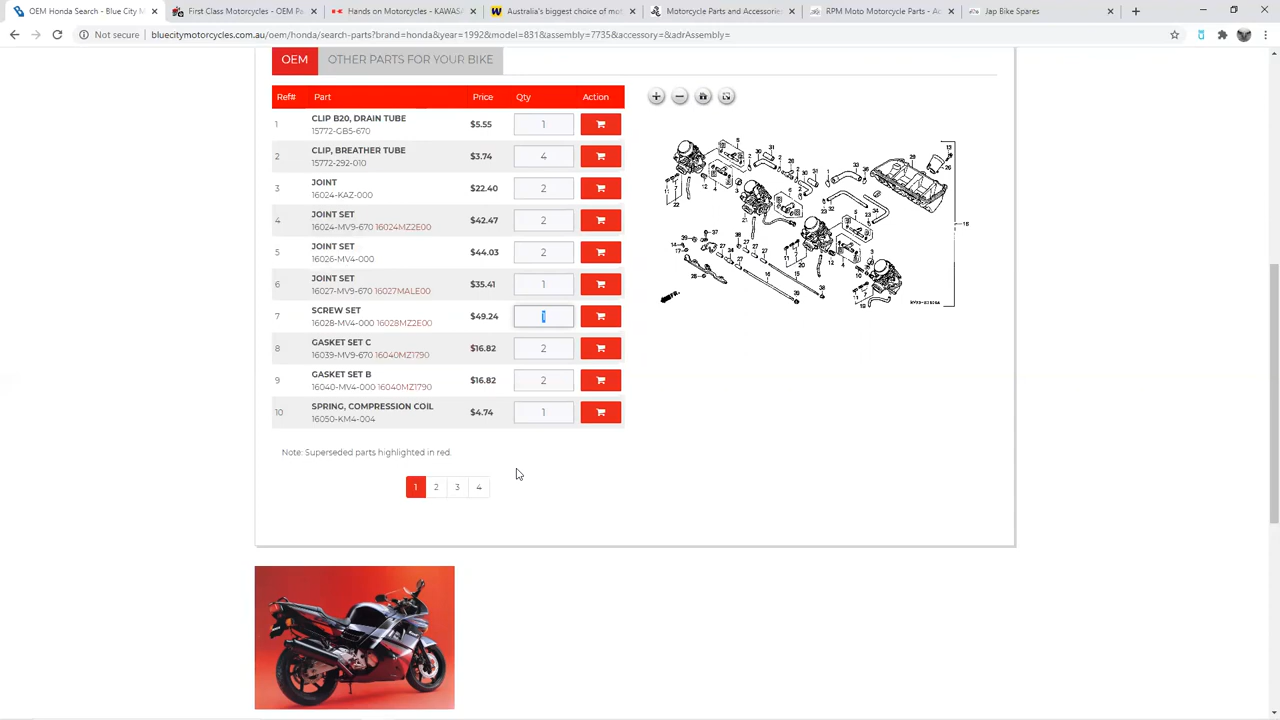 OEM Honda Search - Blue City M
First Class Motorcycles - OEM Pa
Hands on Motorcycles - KAWASA
Australia's biggest choice of mot
Motorcycle Parts and Accessories
RPM Moto Motorcycle Parts - Ac
Jap Bike Spares
Not secure
bluecitymotorcycles.com.au/oem/honda/search-parts?brand=honda&year=1992&model=831&assembly=7735&accessory=&adrAssembly=
OEM OTHER PARTS FOR YOUR BIKE
Ref# Part Price Qty Action
1 CLIP B20, DRAIN TUBE $5.55 1
15772-GB5-670
2 CLIP, BREATHER TUBE $3.74 4
15772-292-010
3 JOINT $22.40 2
16024-KAZ-000
4 JOINT SET $42.47 2
16024-MV9-670 16024MZ2E00
5 JOINT SET $44.03 2
16026-MV4-000
6 JOINT SET $35.41 1
16027-MV9-670 16027MALE00
7 SCREW SET $49.24 1
16028-MV4-000 16028MZ2E00
8 GASKET SET C $16.82 2
16039-MV9-670 16040MZ1790
9 GASKET SET B $16.82 2
16040-MV4-000 16040MZ1790
10 SPRING, COMPRESSION COIL $4.74 1
16050-KM4-004
Note: Superseded parts highlighted in red.
1 2 3 4